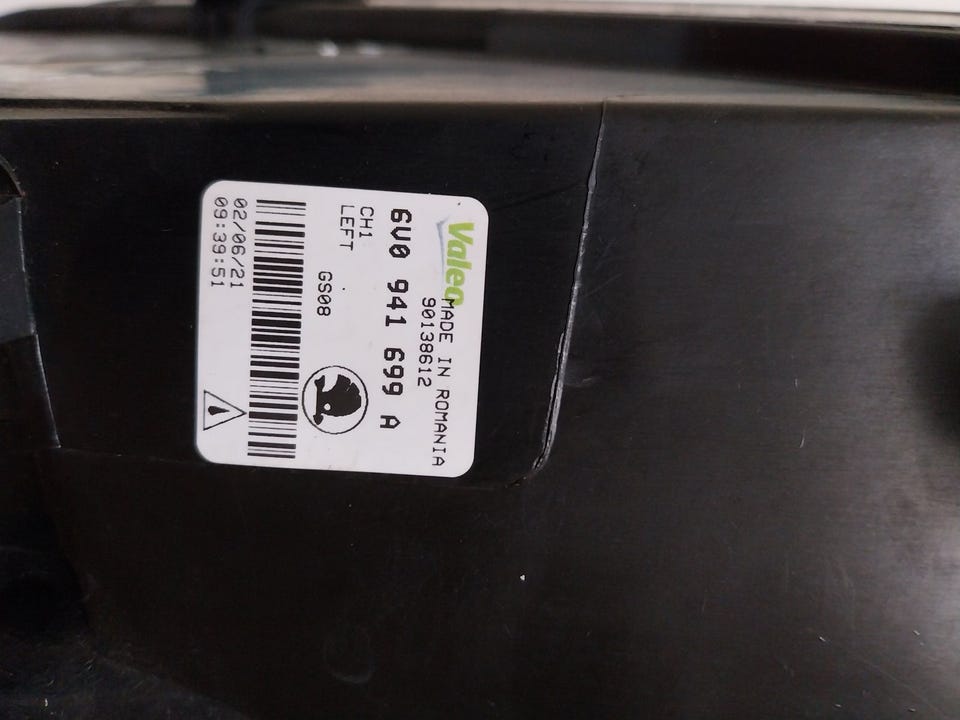 Valeo
MADE IN ROMANIA
90138612
6V0 941 699 A
CH1
LEFT
GS08
02/06/21
09:39:51